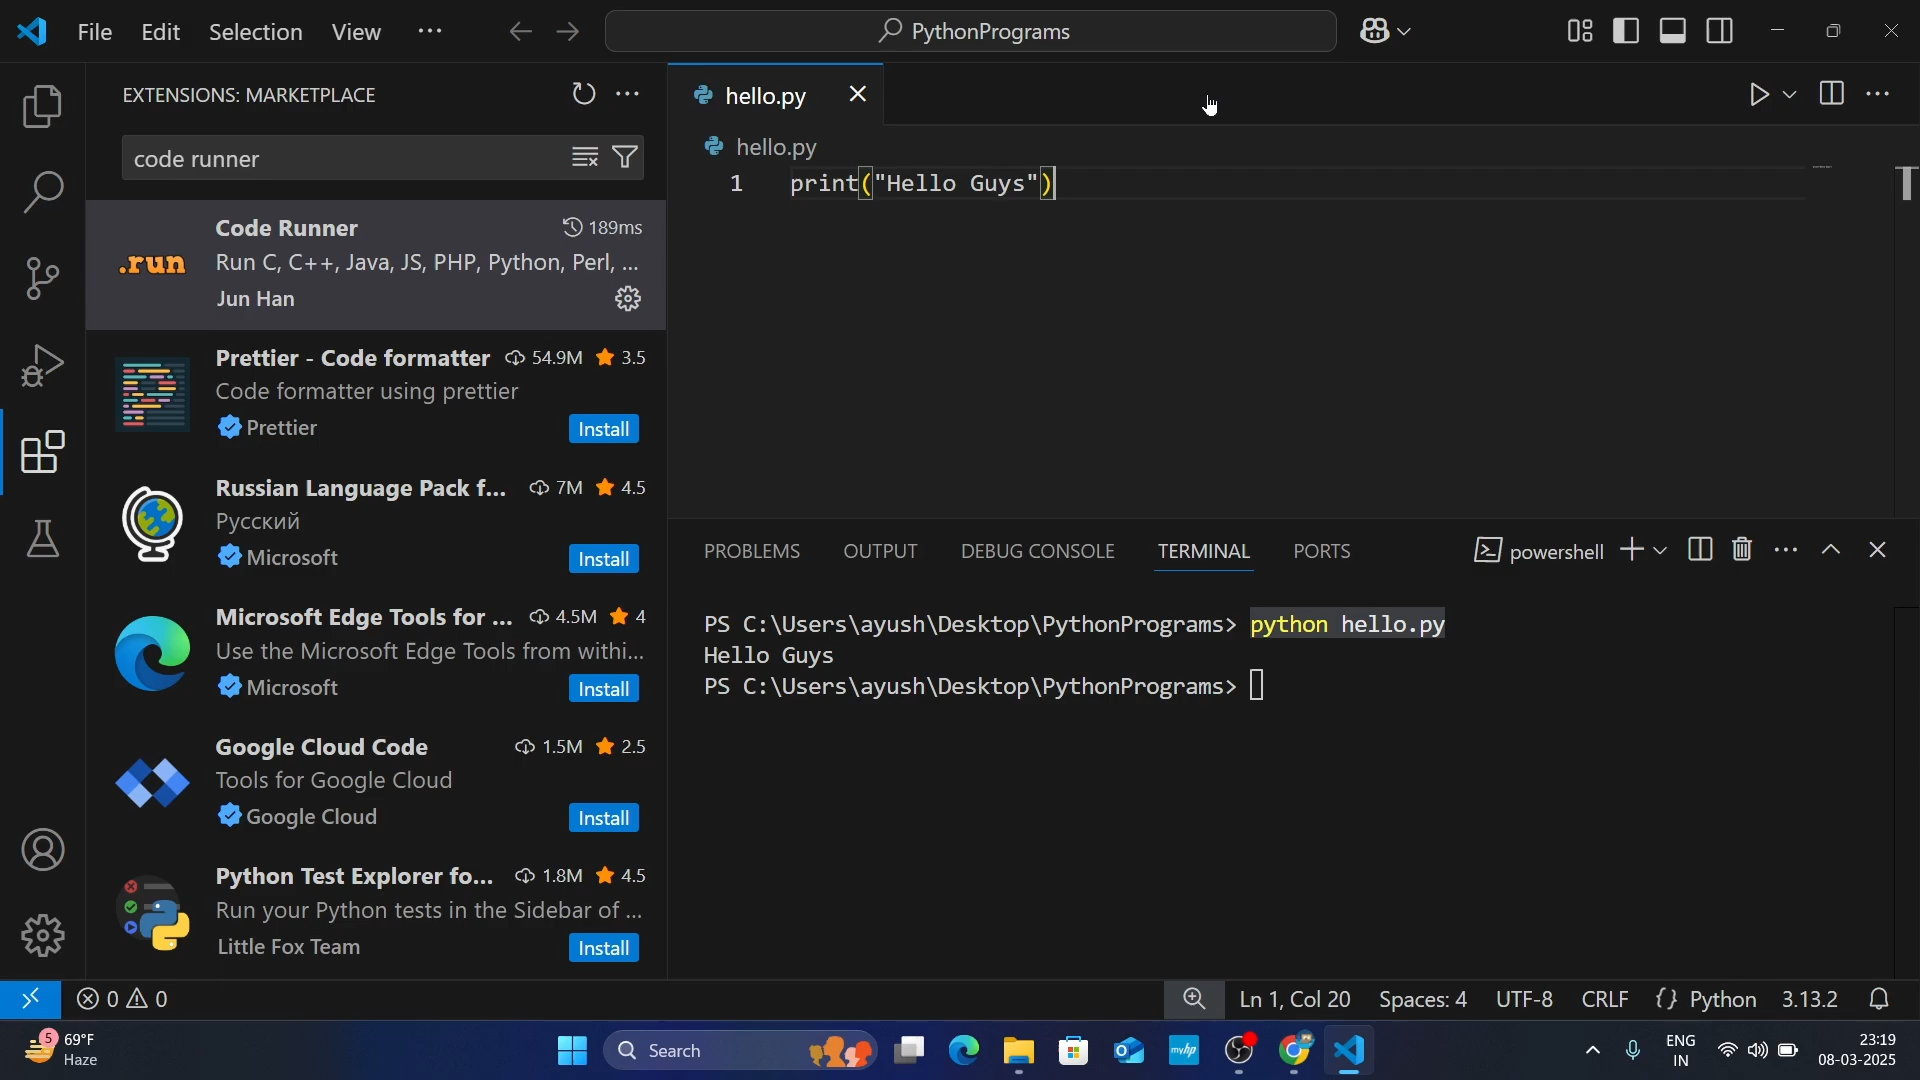 File Edit Selection View ...
PythonPrograms
EXTENSIONS: MARKETPLACE
code runner
Code Runner 189ms
.run
Run C, C++, Java, JS, PHP, Python, Perl, ...
Jun Han
Prettier - Code formatter 54.9M 3.5
Code formatter using prettier
Prettier Install
Russian Language Pack f... 7M 4.5
Русский
Microsoft Install
Microsoft Edge Tools for ... 4.5M 4
Use the Microsoft Edge Tools from withi...
Microsoft Install
Google Cloud Code 1.5M 2.5
Tools for Google Cloud
Google Cloud Install
Python Test Explorer fo... 1.8M 4.5
Run your Python tests in the Sidebar of ...
Little Fox Team Install
hello.py
hello.py
1 print("Hello Guys")
PROBLEMS OUTPUT DEBUG CONSOLE TERMINAL PORTS powershell
PS C:\Users\ayush\Desktop\PythonPrograms> python hello.py
Hello Guys
PS C:\Users\ayush\Desktop\PythonPrograms>
0 0 Ln 1, Col 20 Spaces: 4 UTF-8 CRLF {} Python 3.13.2
5 69°F
Haze
Search
myhp
ENG
IN
23:19
08-03-2025